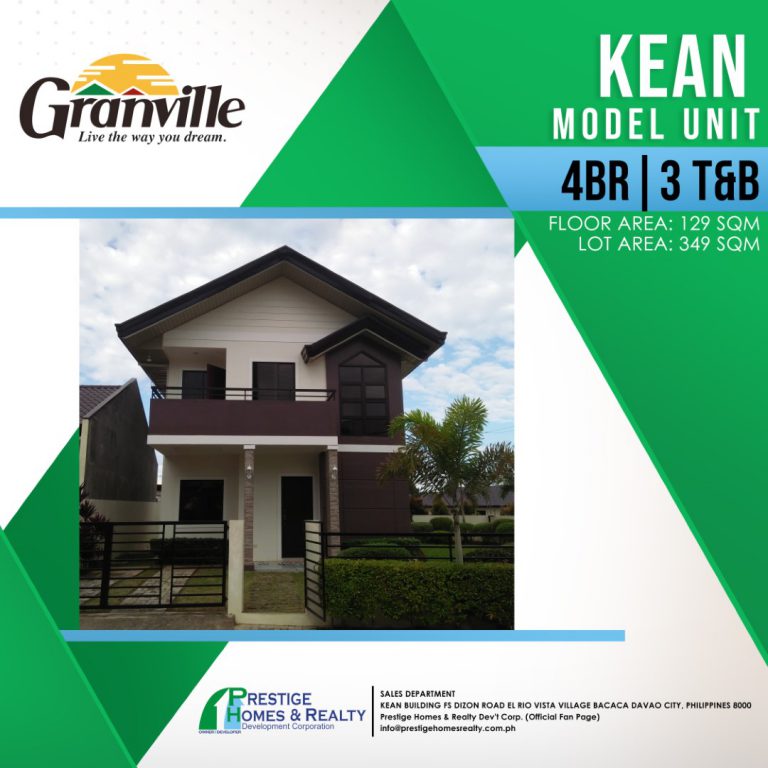 Granville
Live the way you dream.
KEAN
MODEL UNIT
4BR | 3 T&B
FLOOR AREA: 129 SQM
LOT AREA: 349 SQM
PRESTIGE
HOMES & REALTY
Development Corporation
OWNER | DEVELOPER
SALES DEPARTMENT
KEAN BUILDING FS DIZON ROAD EL RIO VISTA VILLAGE BACACA DAVAO CITY, PHILIPPINES 8000
Prestige Homes & Realty Dev't Corp. (Official Fan Page)
info@prestigehomesrealty.com.ph